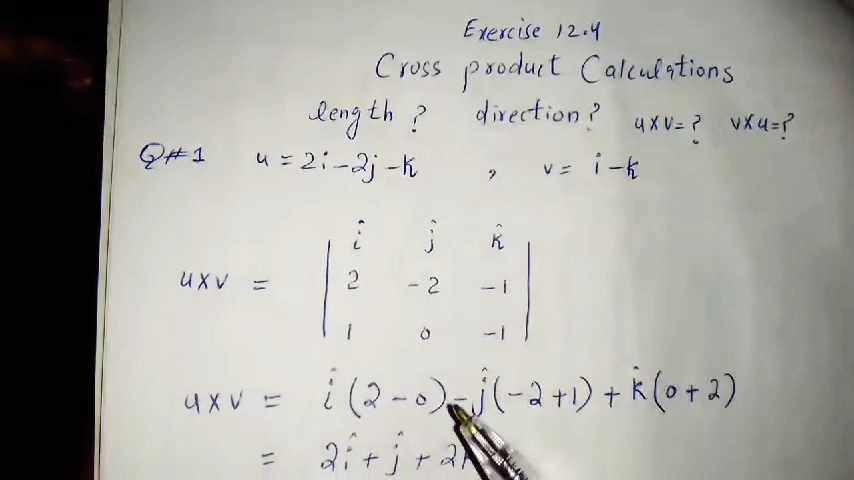 Exercise 12.4
Cross product Calculations
length ? direction? u×v=? v×u=?
Q#1 u = 2i-2j-k , v= i-k
î ĵ k̂
u×v = 2 -2 -1
1 0 -1
u×v = î(2-0)-ĵ(-2+1)+k̂(0+2)
= 2î+ĵ+2